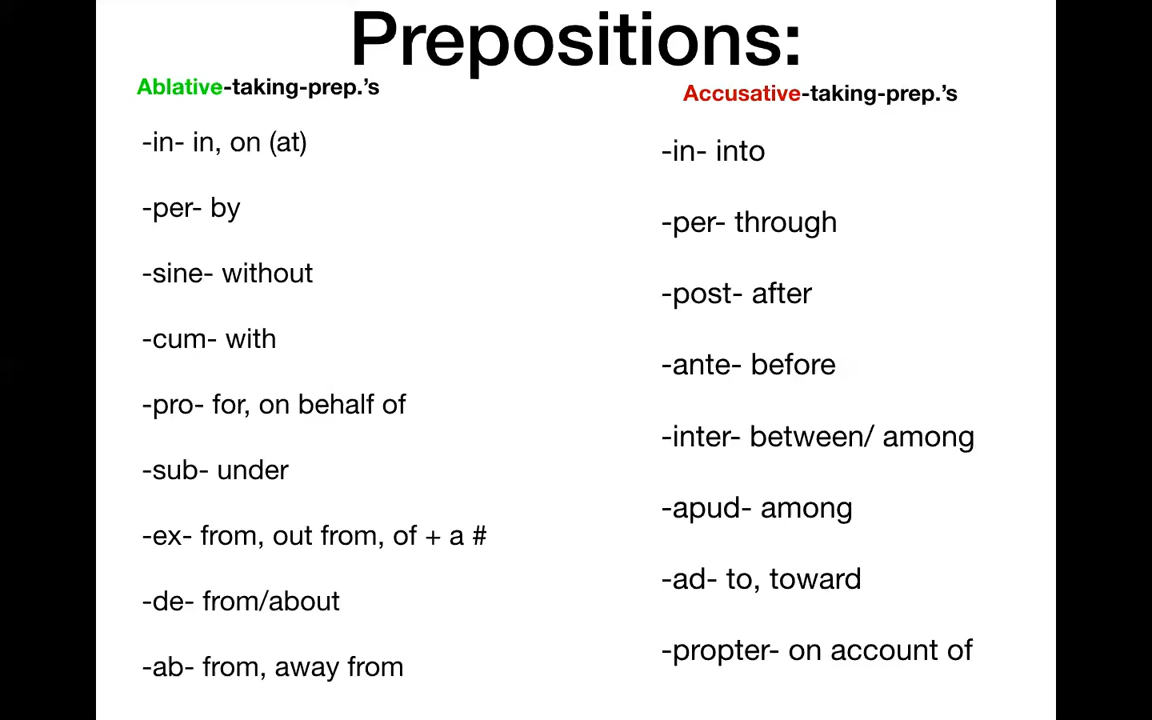 Prepositions:
Ablative-taking-prep.'s
-in- in, on (at)
-per- by
-sine- without
-cum- with
-pro- for, on behalf of
-sub- under
-ex- from, out from, of + a #
-de- from/about
-ab- from, away from
Accusative-taking-prep.'s
-in- into
-per- through
-post- after
-ante- before
-inter- between/ among
-apud- among
-ad- to, toward
-propter- on account of